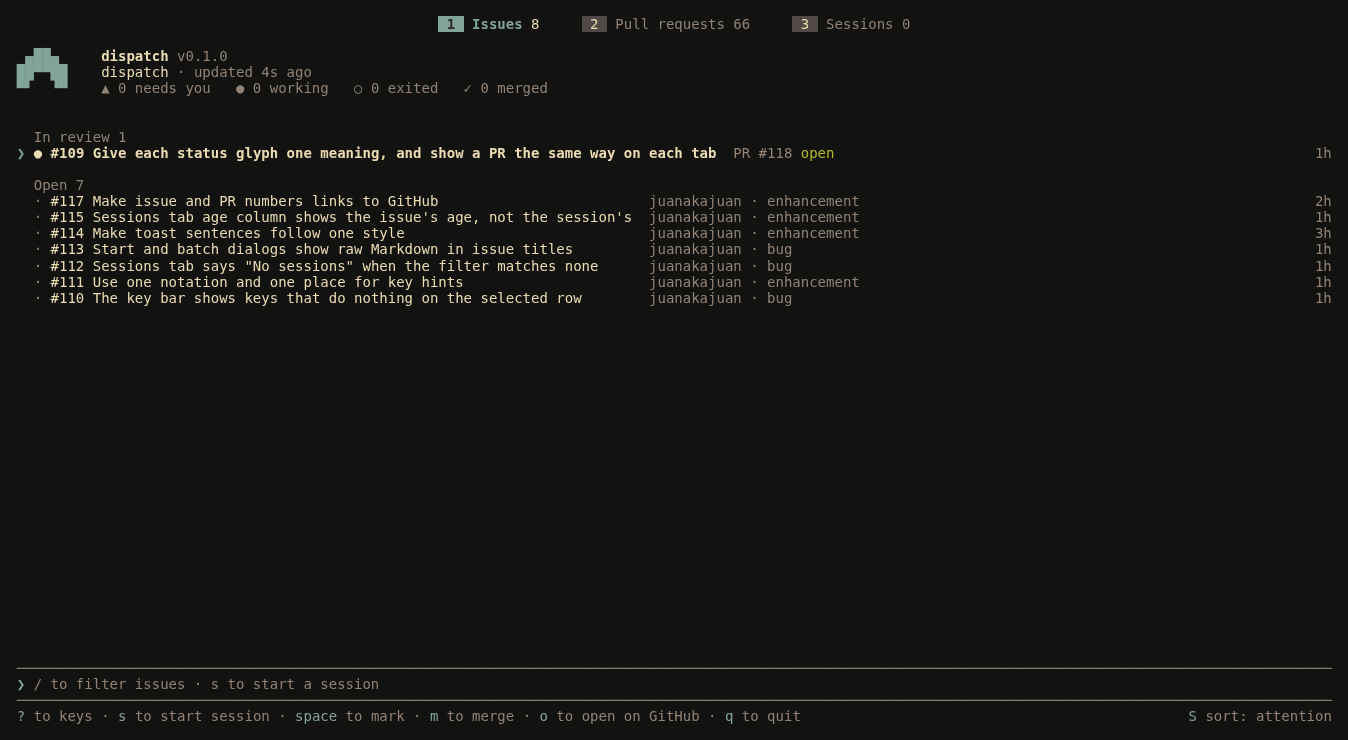 1 Issues 8 2 Pull requests 66 3 Sessions 0
dispatch v0.1.0
dispatch · updated 4s ago
▲ 0 needs you ● 0 working ○ 0 exited ✓ 0 merged
In review 1
❯ ● #109 Give each status glyph one meaning, and show a PR the same way on each tab PR #118 open 1h
Open 7
· #117 Make issue and PR numbers links to GitHub juanakajuan · enhancement 2h
· #115 Sessions tab age column shows the issue's age, not the session's juanakajuan · enhancement 1h
· #114 Make toast sentences follow one style juanakajuan · enhancement 3h
· #113 Start and batch dialogs show raw Markdown in issue titles juanakajuan · bug 1h
· #112 Sessions tab says "No sessions" when the filter matches none juanakajuan · bug 1h
· #111 Use one notation and one place for key hints juanakajuan · enhancement 1h
· #110 The key bar shows keys that do nothing on the selected row juanakajuan · bug 1h
❯ / to filter issues · s to start a session
? to keys · s to start session · space to mark · m to merge · o to open on GitHub · q to quit S sort: attention